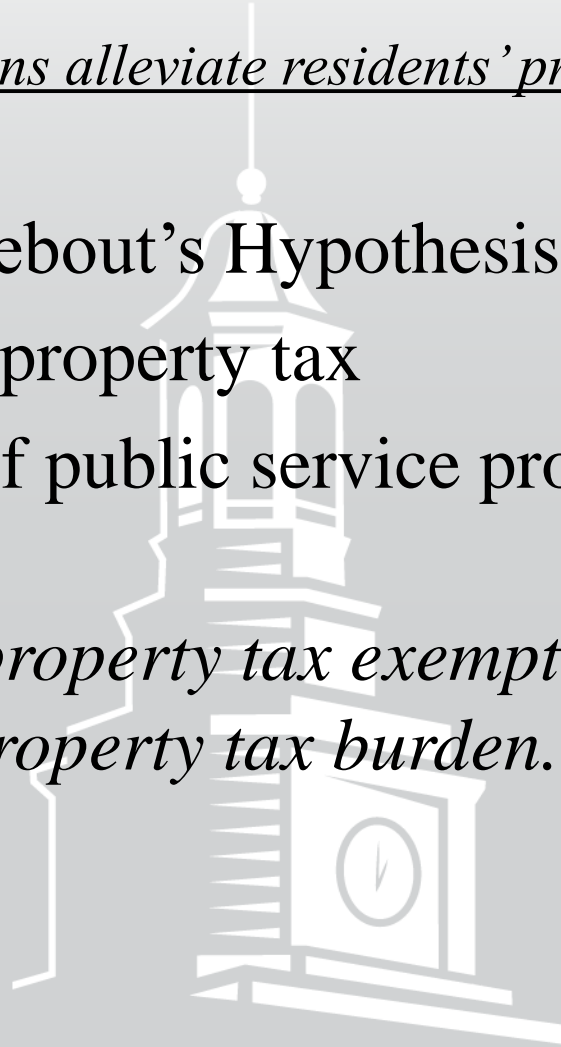 ns alleviate residents’ pr
ebout’s Hypothesis
property tax
f public service pro
property tax exempt
roperty tax burden.